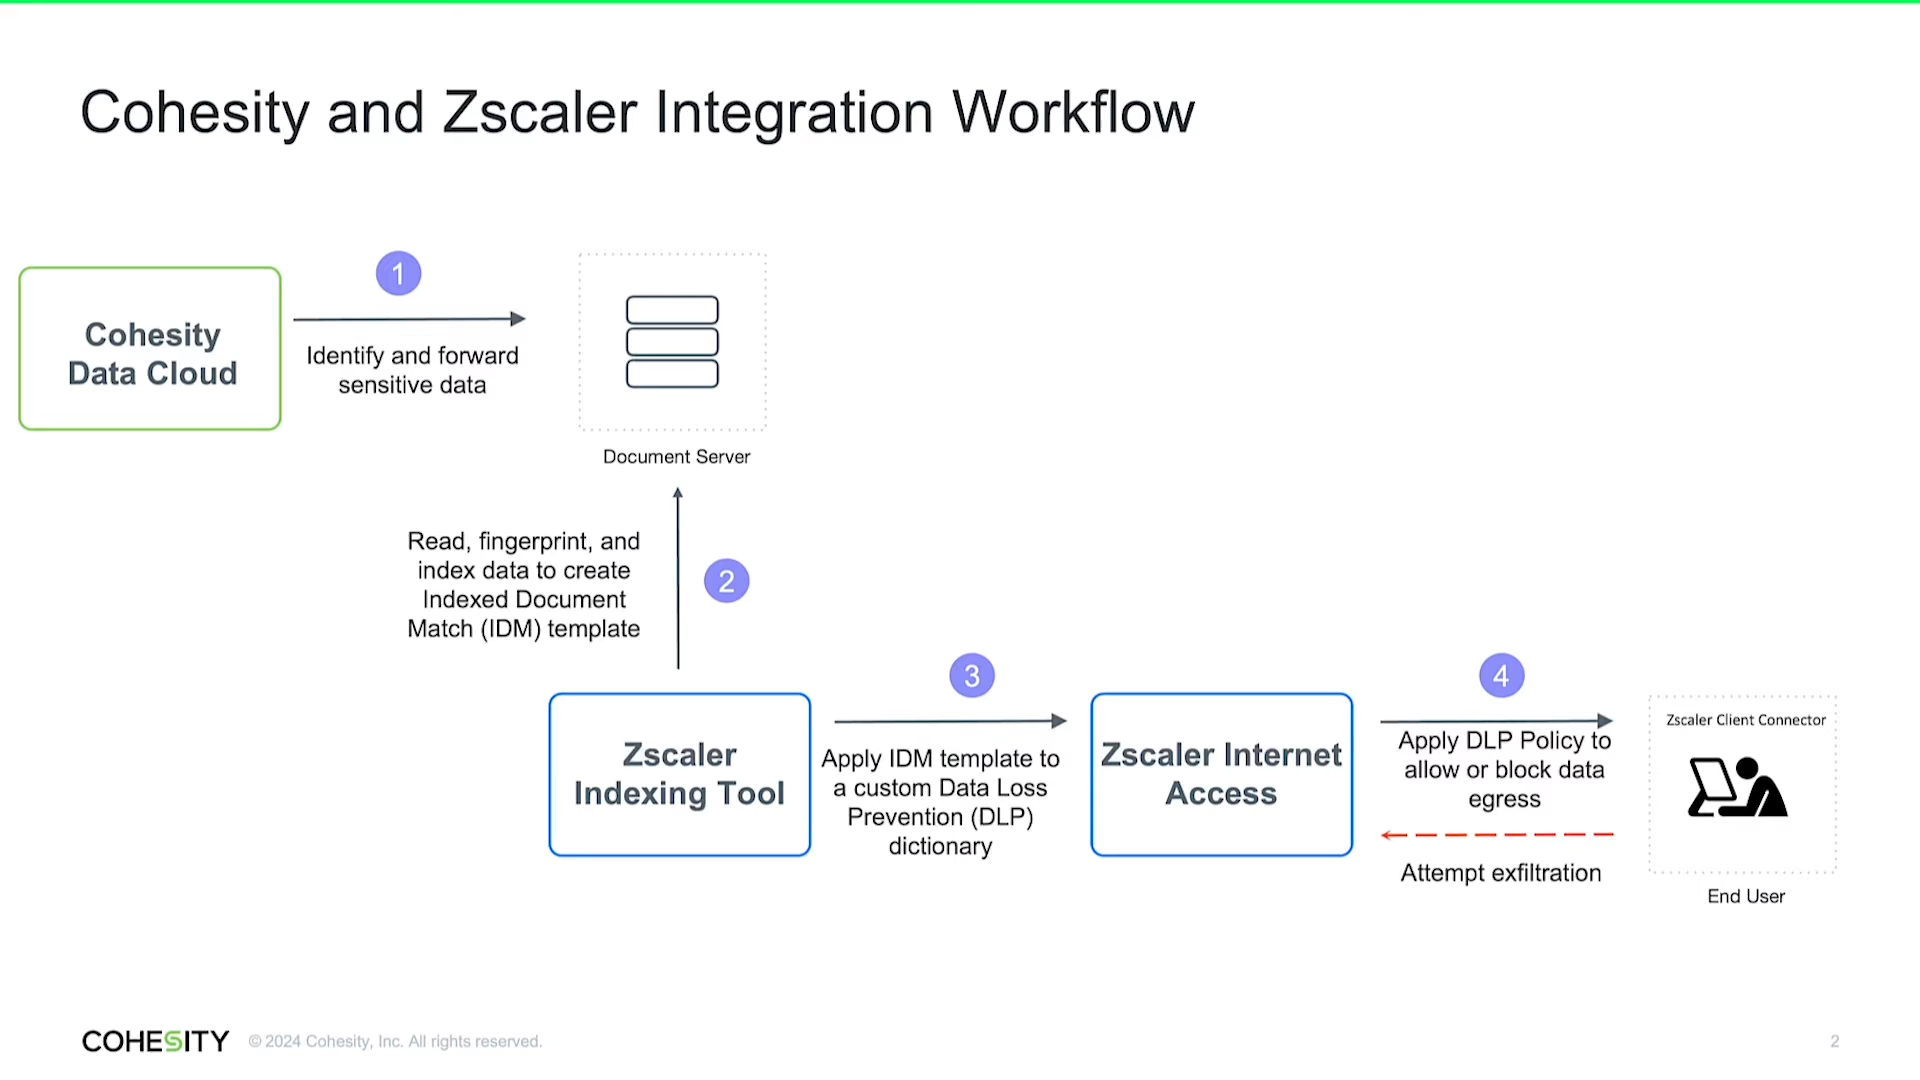 Cohesity and Zscaler Integration Workflow
1
Cohesity
Data Cloud
Identify and forward
sensitive data
Document Server
Read, fingerprint, and
index data to create
Indexed Document
Match (IDM) template
2
Zscaler
Indexing Tool
3
Apply IDM template to
a custom Data Loss
Prevention (DLP)
dictionary
Zscaler Internet
Access
4
Apply DLP Policy to
allow or block data
egress
Attempt exfiltration
Zscaler Client Connector
End User
COHESITY © 2024 Cohesity, Inc. All rights reserved.
2